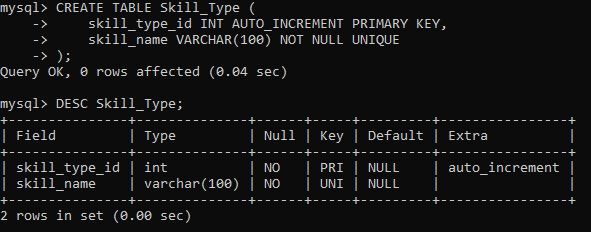 mysql> CREATE TABLE Skill_Type (
    ->     skill_type_id INT AUTO_INCREMENT PRIMARY KEY,
    ->     skill_name VARCHAR(100) NOT NULL UNIQUE
    -> );
Query OK, 0 rows affected (0.04 sec)

mysql> DESC Skill_Type;
+---------------+--------------+------+-----+---------+----------------+
| Field         | Type         | Null | Key | Default | Extra          |
+---------------+--------------+------+-----+---------+----------------+
| skill_type_id | int          | NO   | PRI | NULL    | auto_increment |
| skill_name    | varchar(100) | NO   | UNI | NULL    |                |
+---------------+--------------+------+-----+---------+----------------+
2 rows in set (0.00 sec)